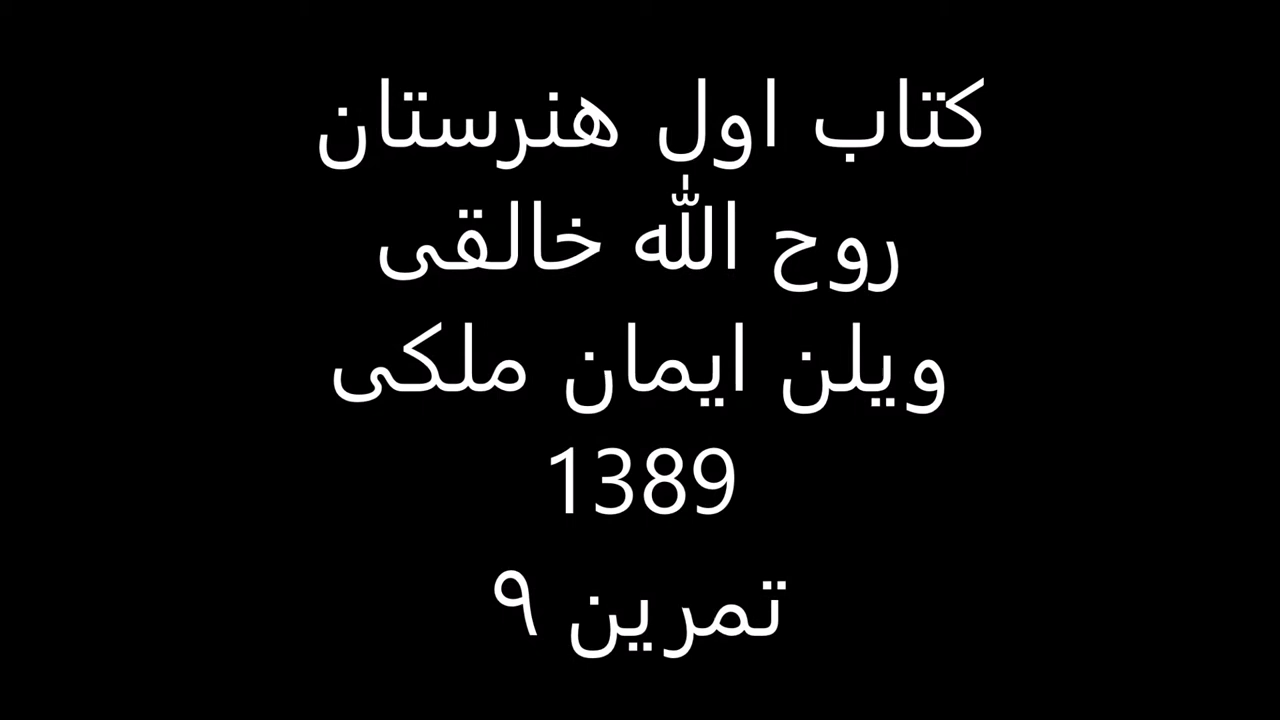 کتاب اول هنرستان
روح الله خالقی
ویلن ایمان ملکی
1389
تمرین ۹